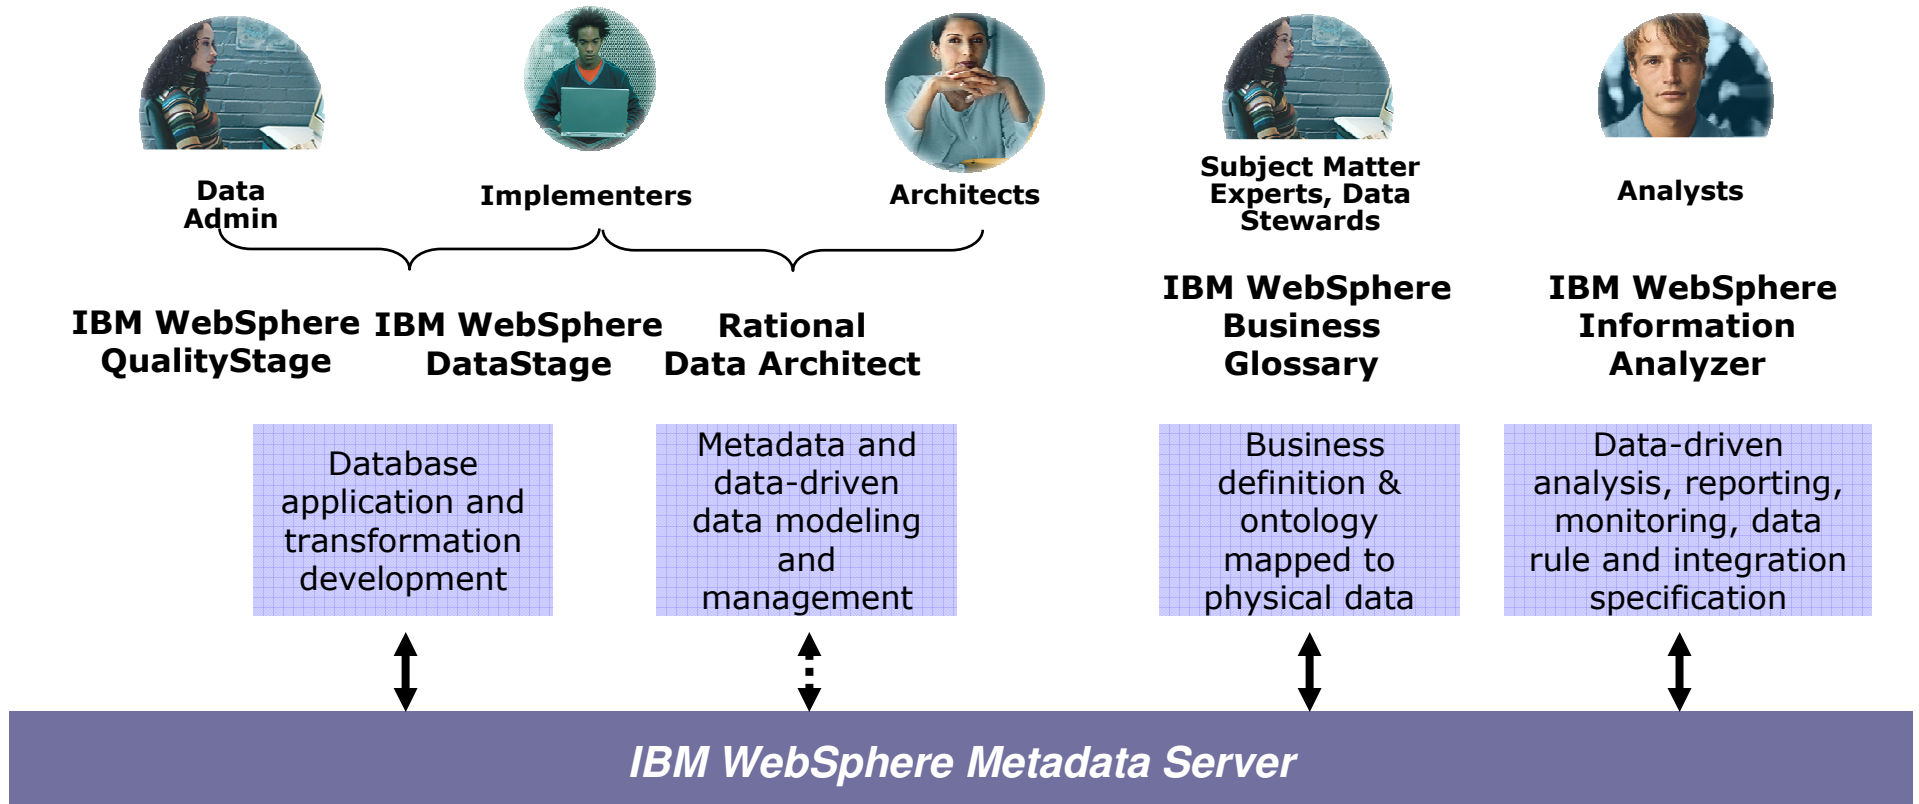 Data
Admin
Implementers
Architects
Subject Matter
Experts, Data
Stewards
Analysts
IBM WebSphere
QualityStage
IBM WebSphere
DataStage
Rational
Data Architect
IBM WebSphere
Business
Glossary
IBM WebSphere
Information
Analyzer
Database
application and
transformation
development
Metadata and
data-driven
data modeling
and
management
Business
definition &
ontology
mapped to
physical data
Data-driven
analysis, reporting,
monitoring, data
rule and integration
specification
IBM WebSphere Metadata Server